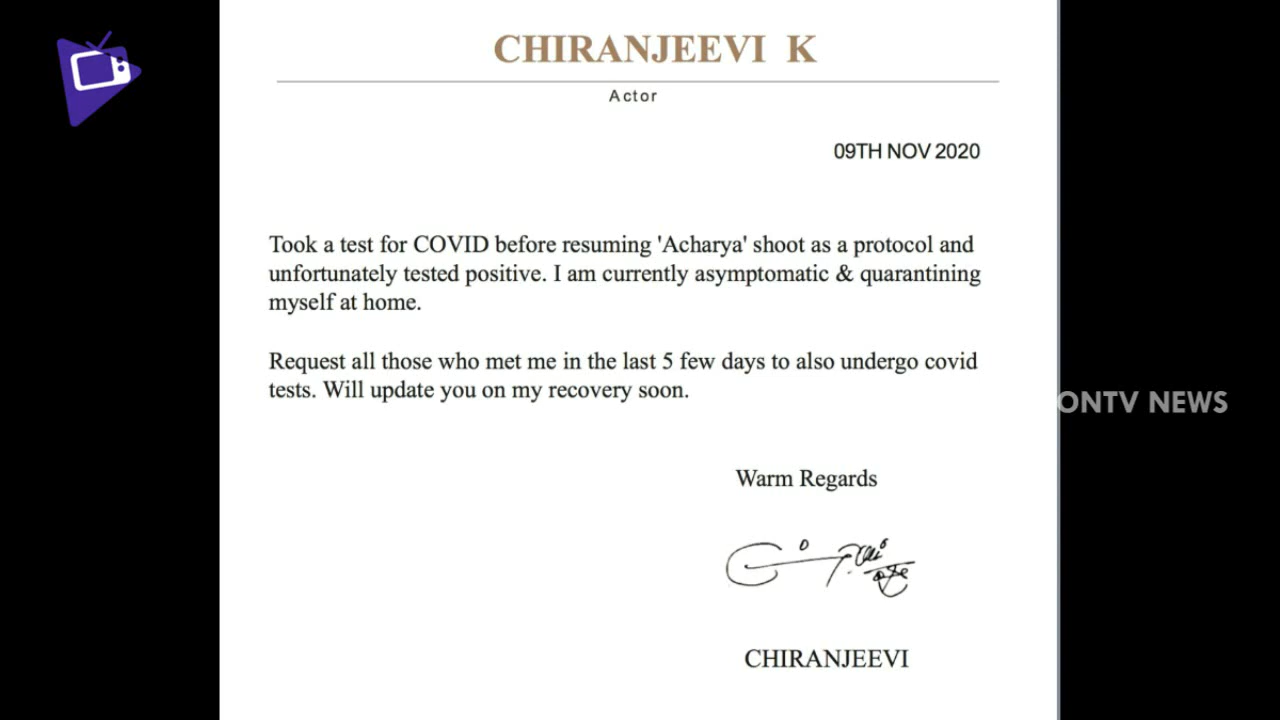 CHIRANJEEVI K
Actor
09TH NOV 2020
Took a test for COVID before resuming 'Acharya' shoot as a protocol and
unfortunately tested positive. I am currently asymptomatic & quarantining
myself at home.
Request all those who met me in the last 5 few days to also undergo covid
tests. Will update you on my recovery soon.
ONTV NEWS
Warm Regards
CHIRANJEEVI